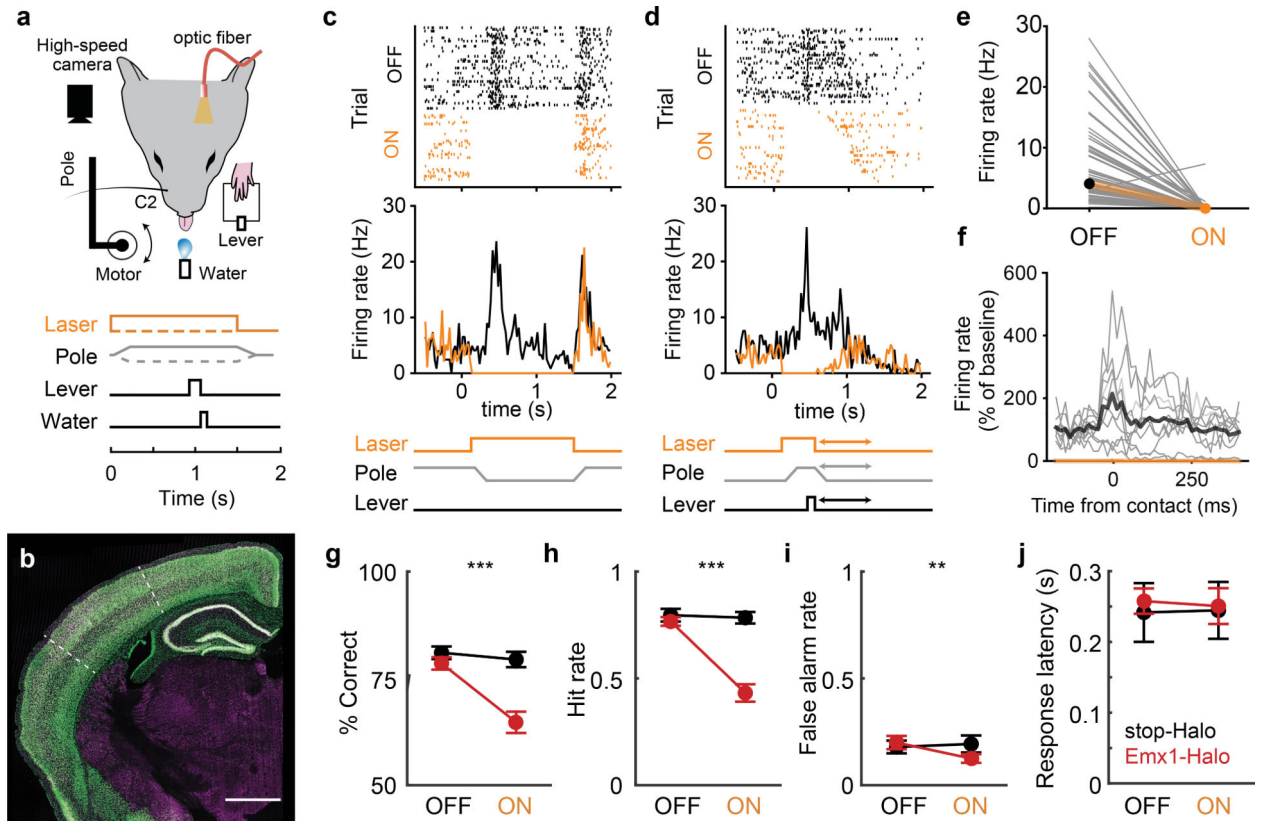 a
High-speed
camera
optic fiber
Pole
C2
Lever
Motor
Water
Laser
Pole
Lever
Water
0
1
2
Time (s)
b
c
Trial
OFF
ON
Firing rate (Hz)
30
20
10
0
0
1
2
time (s)
Laser
Pole
Lever
d
Trial
OFF
ON
Firing rate (Hz)
30
20
10
0
0
1
2
time (s)
Laser
Pole
Lever
e
Firing rate (Hz)
30
20
10
0
OFF
ON
f
Firing rate
(% of baseline)
600
400
200
0
0
250
Time from contact (ms)
g
***
% Correct
100
75
50
OFF
ON
h
***
Hit rate
1
0.5
0
OFF
ON
i
**
False alarm rate
1
0.5
0
OFF
ON
j
Response latency (s)
0.3
0.2
0.1
0
stop-Halo
Emx1-Halo
OFF
ON